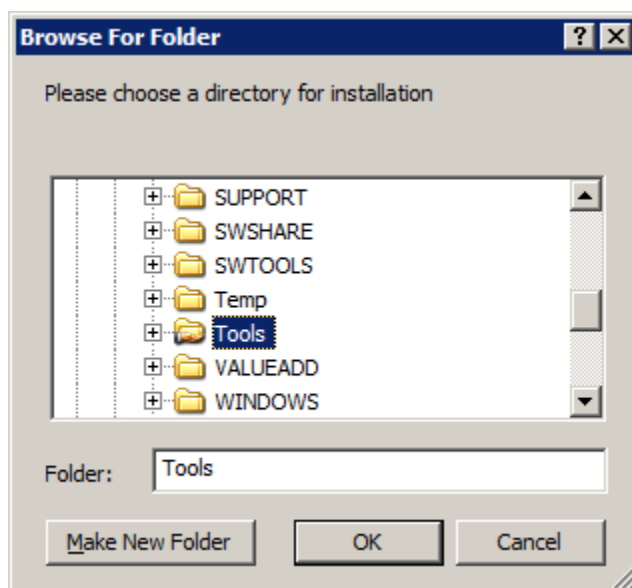 Browse For Folder
Please choose a directory for installation
SUPPORT
SWSHARE
SWTOOLS
Temp
Tools
VALUEADD
WINDOWS
Folder: Tools
Make New Folder OK Cancel